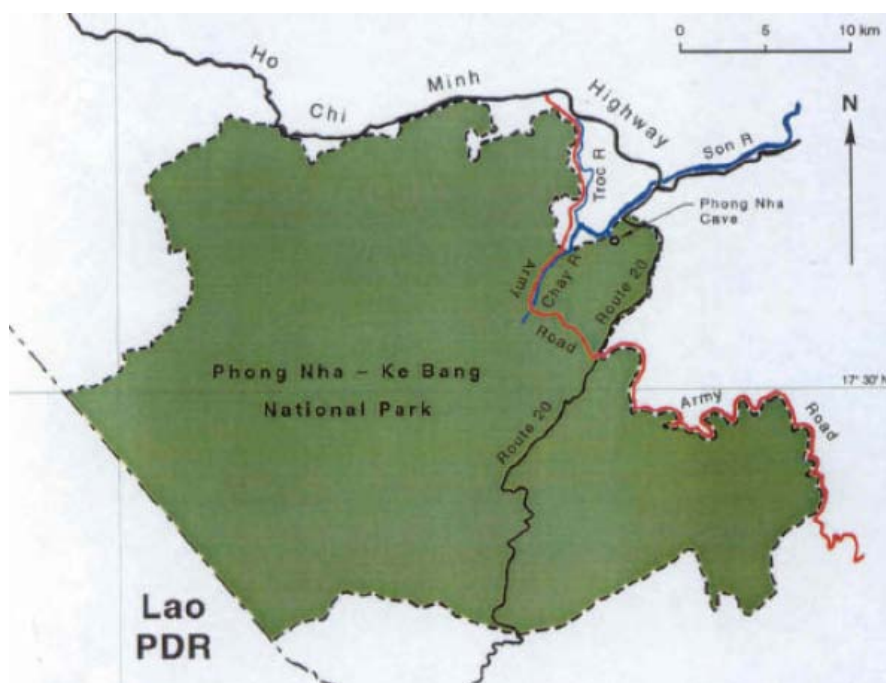 Ho Chi Minh Highway
0 5 10 km
N
Son R
Troc R
Phong Nha
Cave
Chay R
Army Road
Route 20
17° 30' N
Phong Nha – Ke Bang
National Park
Army Road
Route 20
Lao
PDR